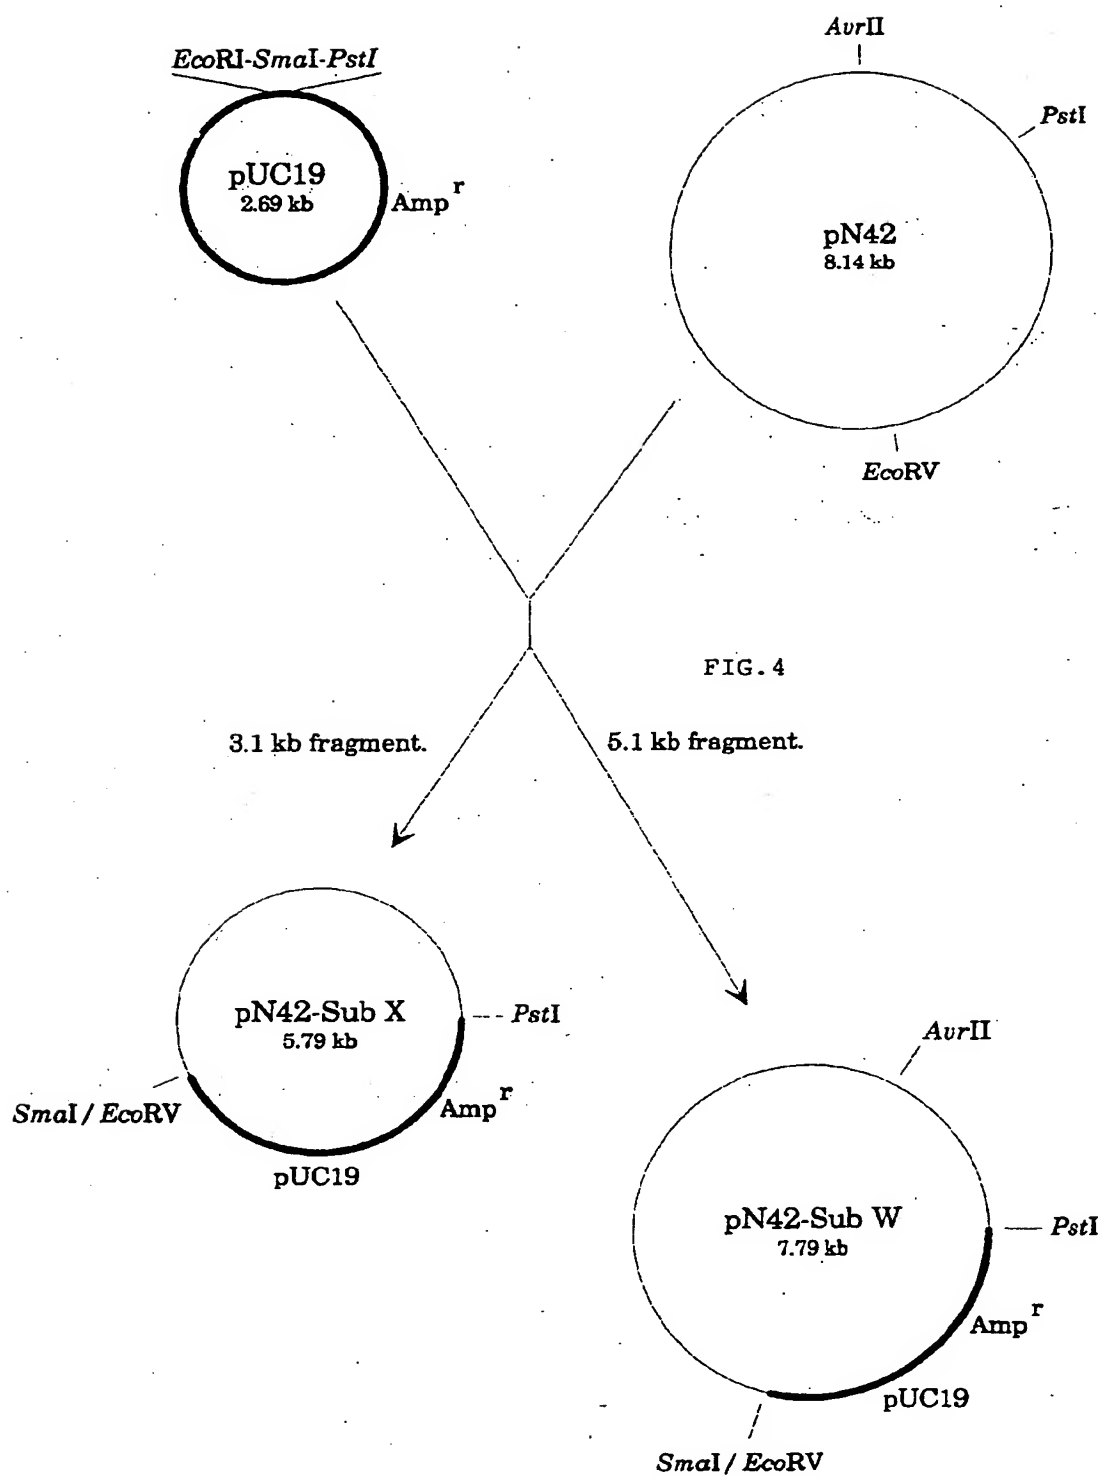 AvrII
EcoRI-SmaI-PstI
PstI
pUC19
2.69 kb
Amp r
pN42
8.14 kb
EcoRV
FIG.4
3.1 kb fragment.
5.1 kb fragment.
pN42-Sub X
5.79 kb
PstI
SmaI / EcoRV
Amp r
pUC19
AvrII
pN42-Sub W
7.79 kb
PstI
Amp r
pUC19
SmaI / EcoRV